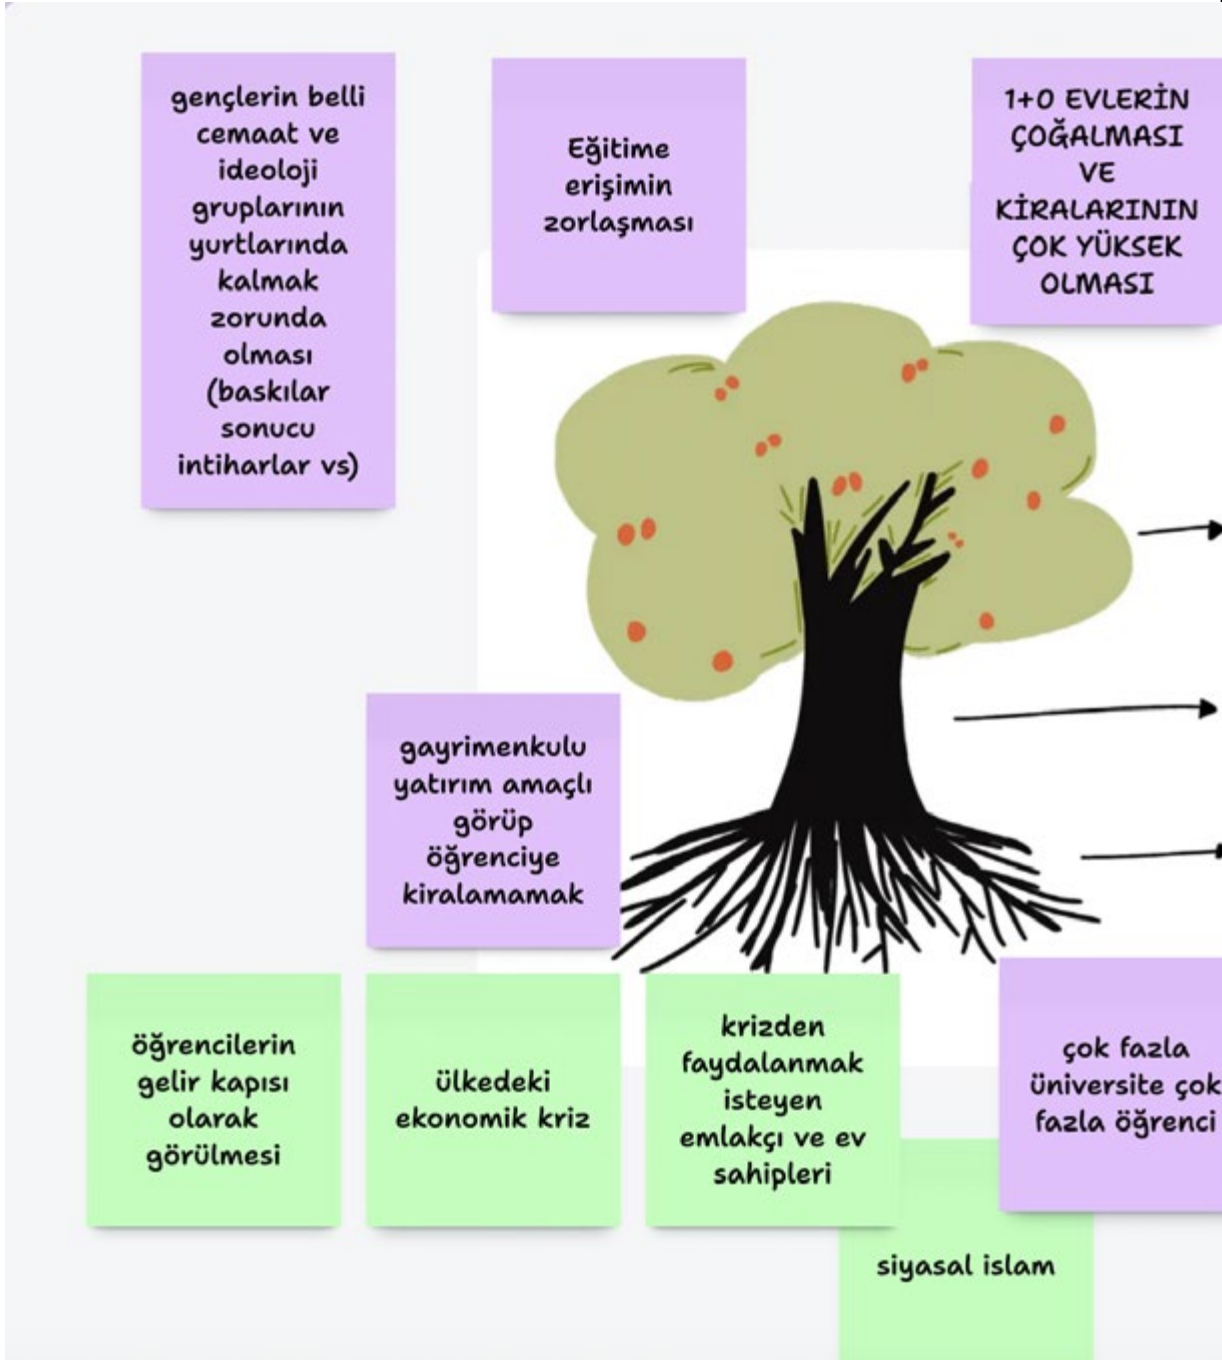 gençlerin belli
cemaat ve
ideoloji
gruplarının
yurtlarında
kalmak
zorunda
olması
(baskılar
sonucu
intiharlar vs)
Eğitime
erişimin
zorlaşması
1+0 EVLERİN
ÇOĞALMASI
VE
KİRALARININ
ÇOK YÜKSEK
OLMASI
gayrimenkulu
yatırım amaçlı
görüp
öğrenciye
kiralamamak
öğrencilerin
gelir kapısı
olarak
görülmesi
ülkedeki
ekonomik kriz
krizden
faydalanmak
isteyen
emlakçı ve ev
sahipleri
çok fazla
üniversite çok
fazla öğrenci
siyasal islam